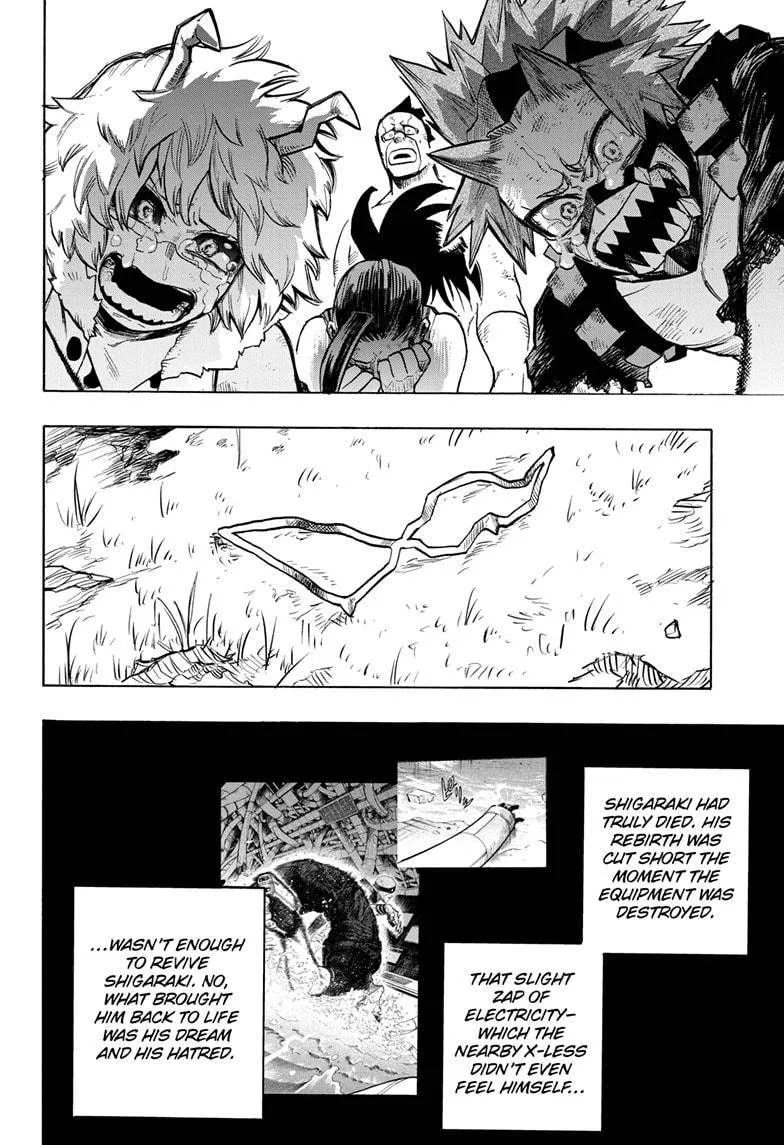 SHIGARAKI HAD
TRULY DIED. HIS
REBIRTH WAS
CUT SHORT THE
MOMENT THE
EQUIPMENT WAS
DESTROYED.
THAT SLIGHT
ZAP OF
ELECTRICITY–
WHICH THE
NEARBY X-LESS
DIDN'T EVEN
FEEL HIMSELF...
...WASN'T ENOUGH
TO REVIVE
SHIGARAKI. NO,
WHAT BROUGHT
HIM BACK TO LIFE
WAS HIS DREAM
AND HIS HATRED.